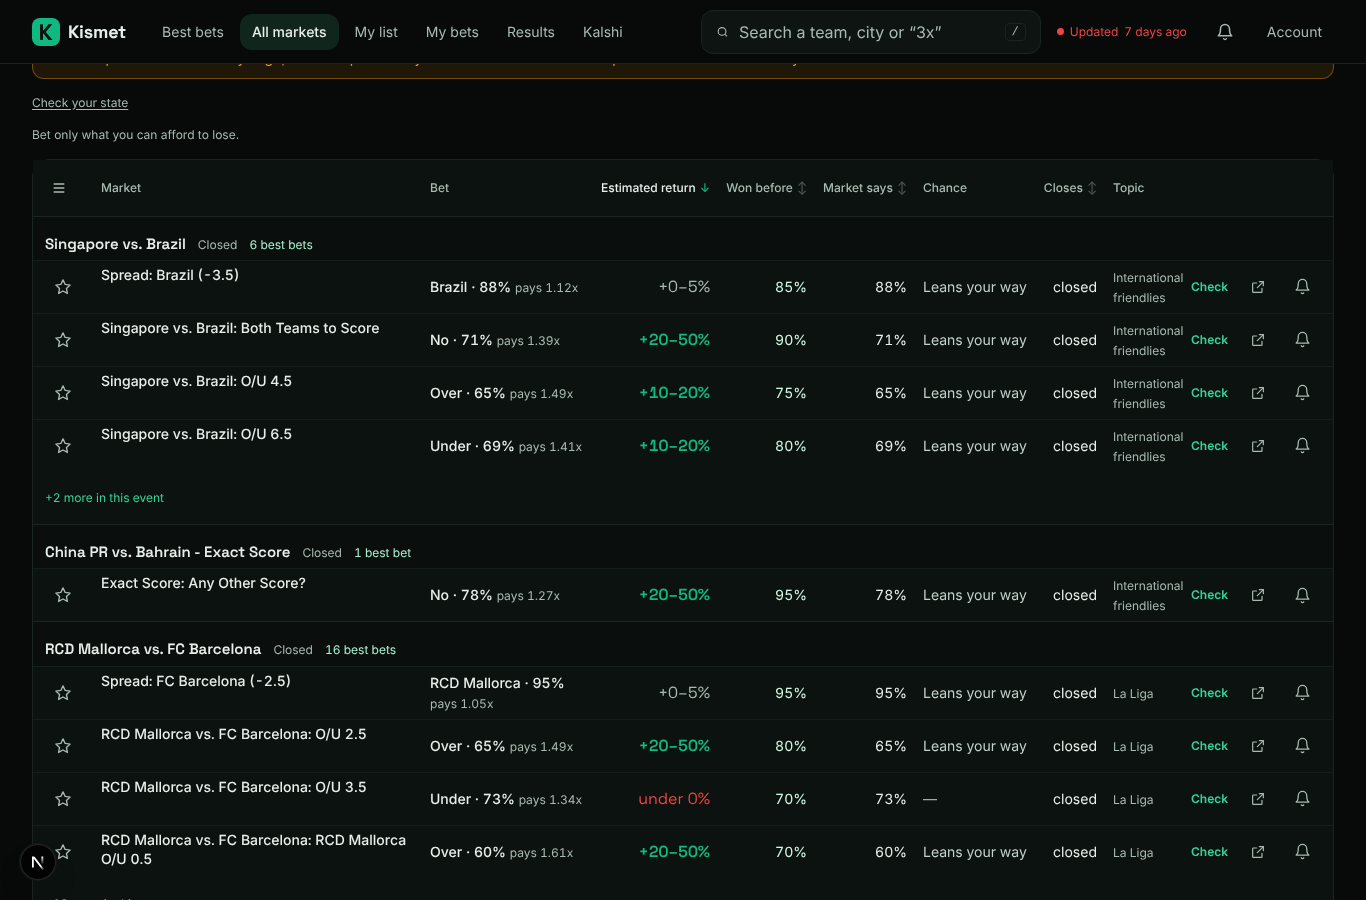 K Kismet Best bets All markets My list My bets Results Kalshi Search a team, city or “3x” / Updated 7 days ago Account
Check your state
Bet only what you can afford to lose.
Market Bet Estimated return ↓ Won before Market says Chance Closes Topic
Singapore vs. Brazil Closed 6 best bets
Spread: Brazil (-3.5) Brazil · 88% pays 1.12x +0–5% 85% 88% Leans your way closed International friendlies Check
Singapore vs. Brazil: Both Teams to Score No · 71% pays 1.39x +20–50% 90% 71% Leans your way closed International friendlies Check
Singapore vs. Brazil: O/U 4.5 Over · 65% pays 1.49x +10–20% 75% 65% Leans your way closed International friendlies Check
Singapore vs. Brazil: O/U 6.5 Under · 69% pays 1.41x +10–20% 80% 69% Leans your way closed International friendlies Check
+2 more in this event
China PR vs. Bahrain - Exact Score Closed 1 best bet
Exact Score: Any Other Score? No · 78% pays 1.27x +20–50% 95% 78% Leans your way closed International friendlies Check
RCD Mallorca vs. FC Barcelona Closed 16 best bets
Spread: FC Barcelona (-2.5) RCD Mallorca · 95% pays 1.05x +0–5% 95% 95% Leans your way closed La Liga Check
RCD Mallorca vs. FC Barcelona: O/U 2.5 Over · 65% pays 1.49x +20–50% 80% 65% Leans your way closed La Liga Check
RCD Mallorca vs. FC Barcelona: O/U 3.5 Under · 73% pays 1.34x under 0% 70% 73% — closed La Liga Check
RCD Mallorca vs. FC Barcelona: RCD Mallorca O/U 0.5 Over · 60% pays 1.61x +20–50% 70% 60% Leans your way closed La Liga Check
N